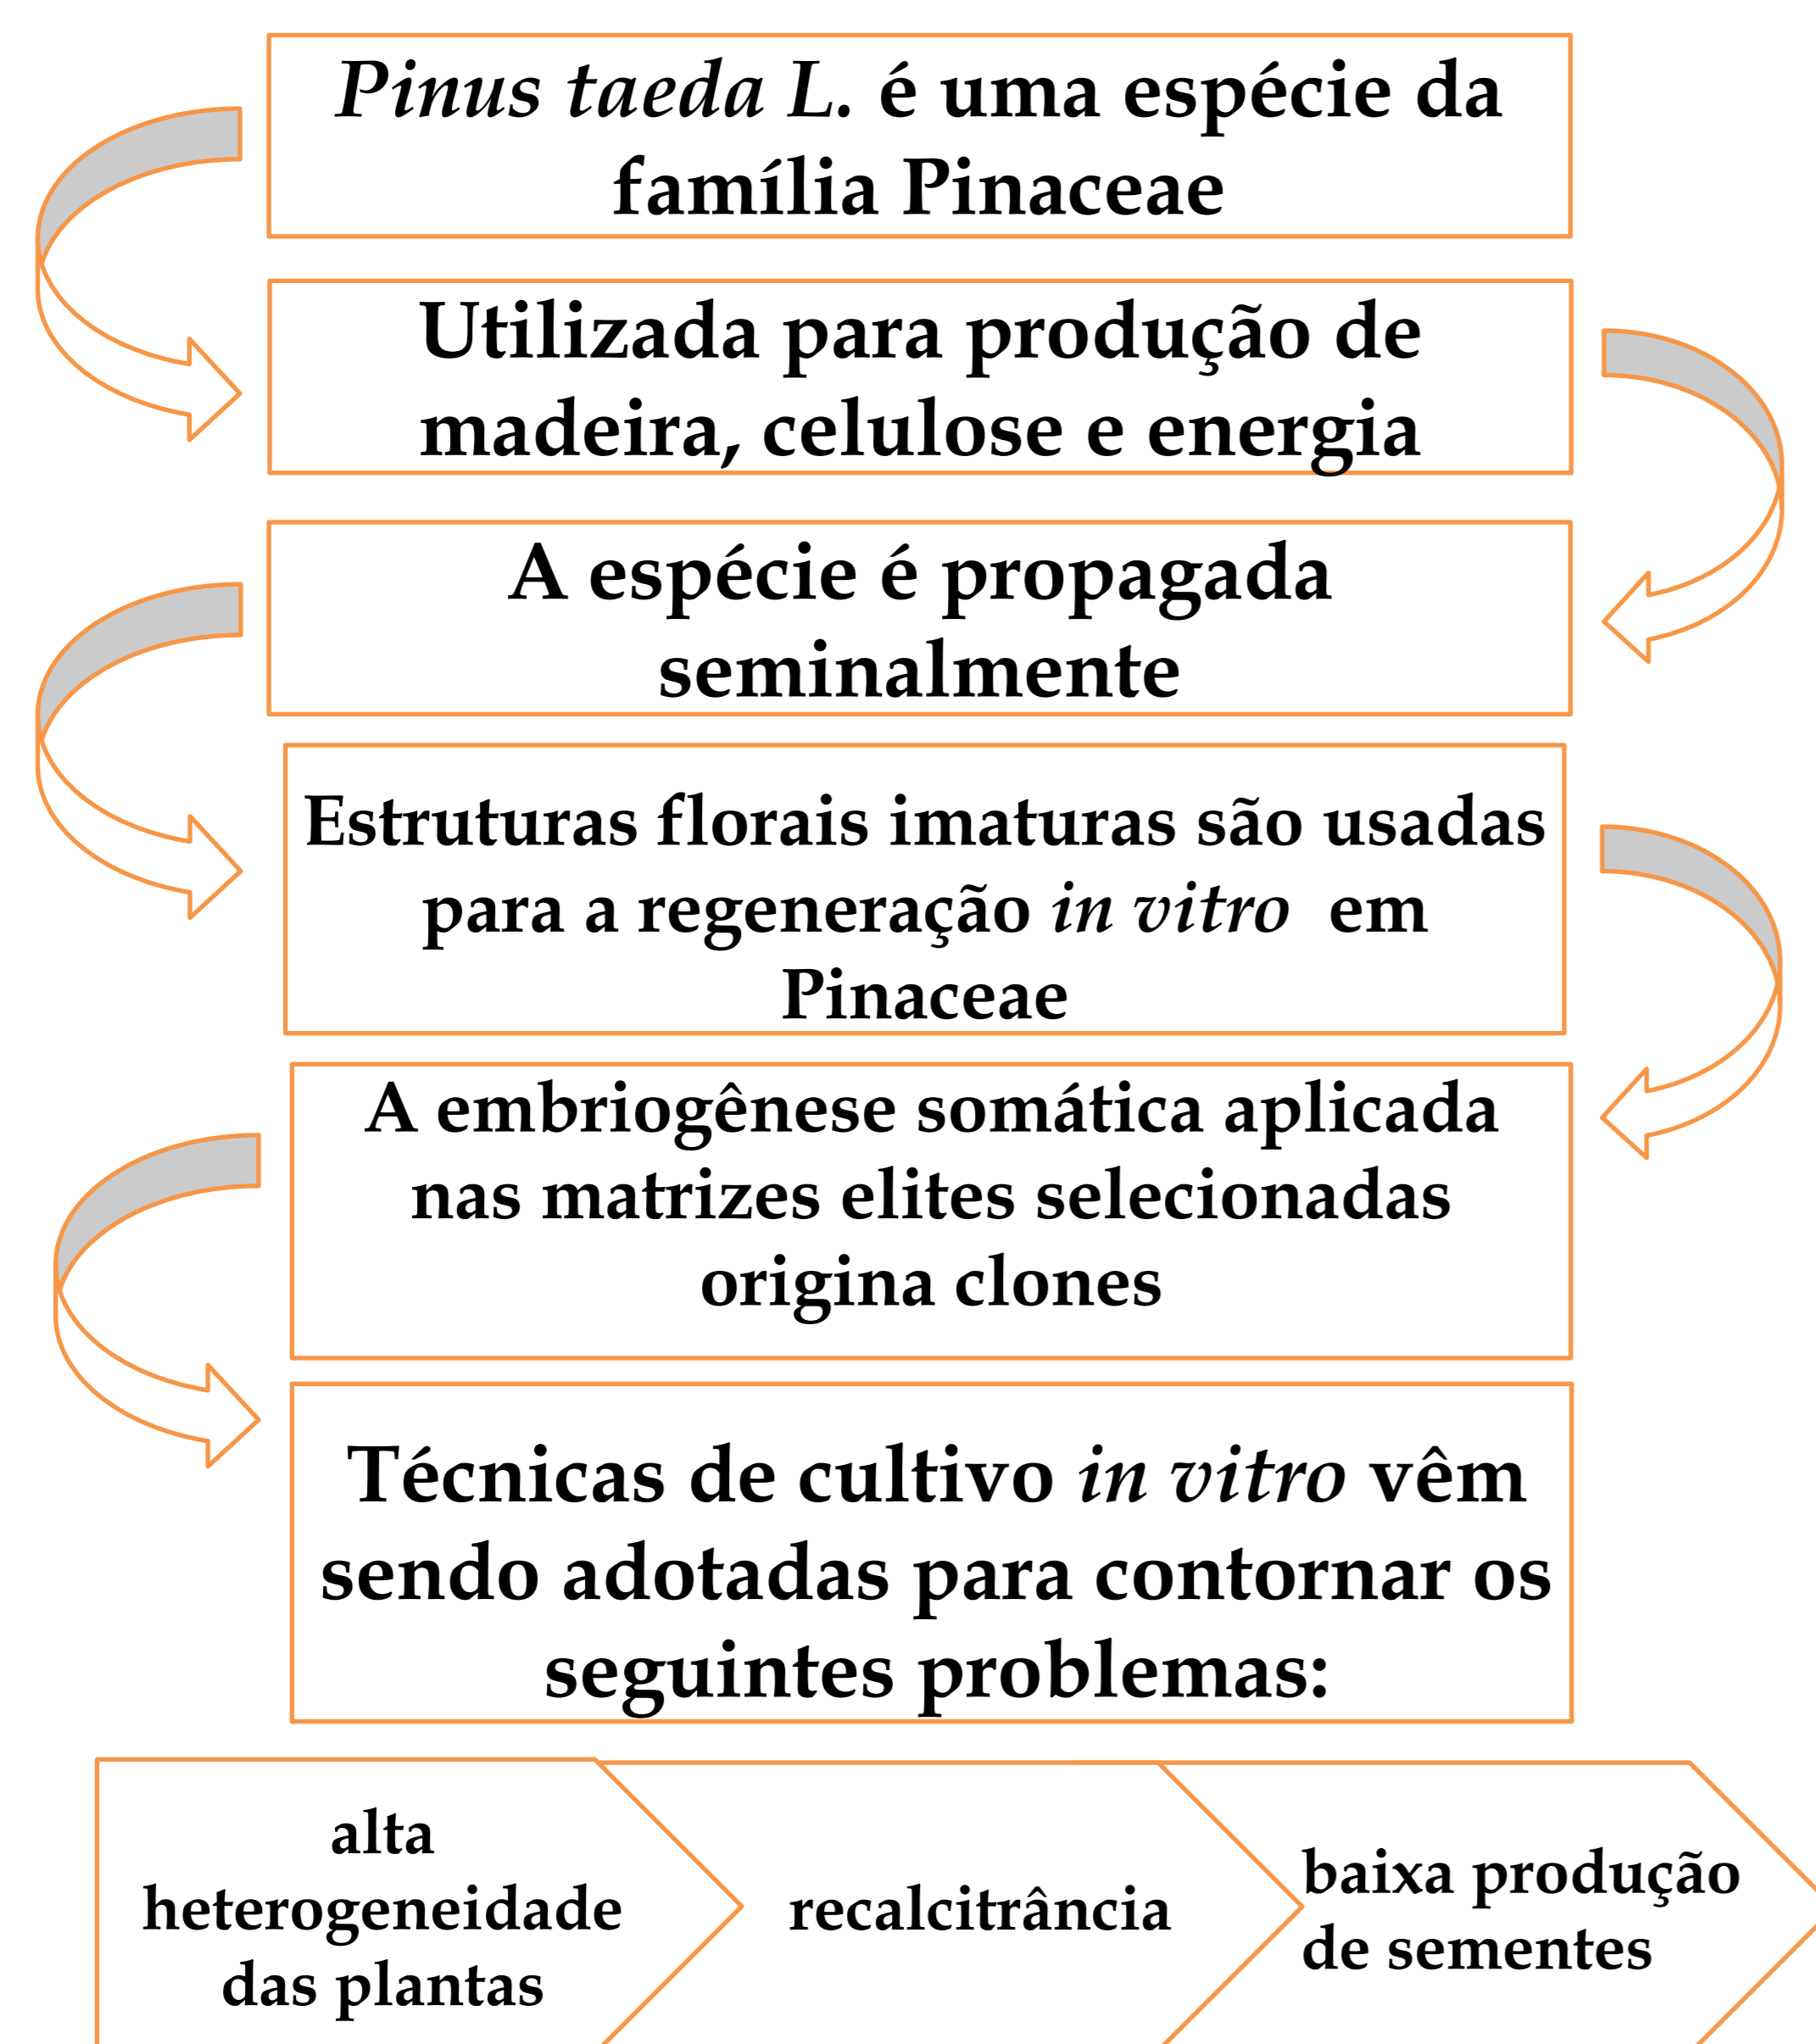 Pinus taeda L. é uma espécie da
família Pinaceae
Utilizada para produção de
madeira, celulose e energia
A espécie é propagada
seminalmente
Estruturas florais imaturas são usadas
para a regeneração in vitro em
Pinaceae
A embriogênese somática aplicada
nas matrizes elites selecionadas
origina clones
Técnicas de cultivo in vitro vêm
sendo adotadas para contornar os
seguintes problemas:
alta
heterogeneidade
das plantas
recalcitrância
baixa produção
de sementes